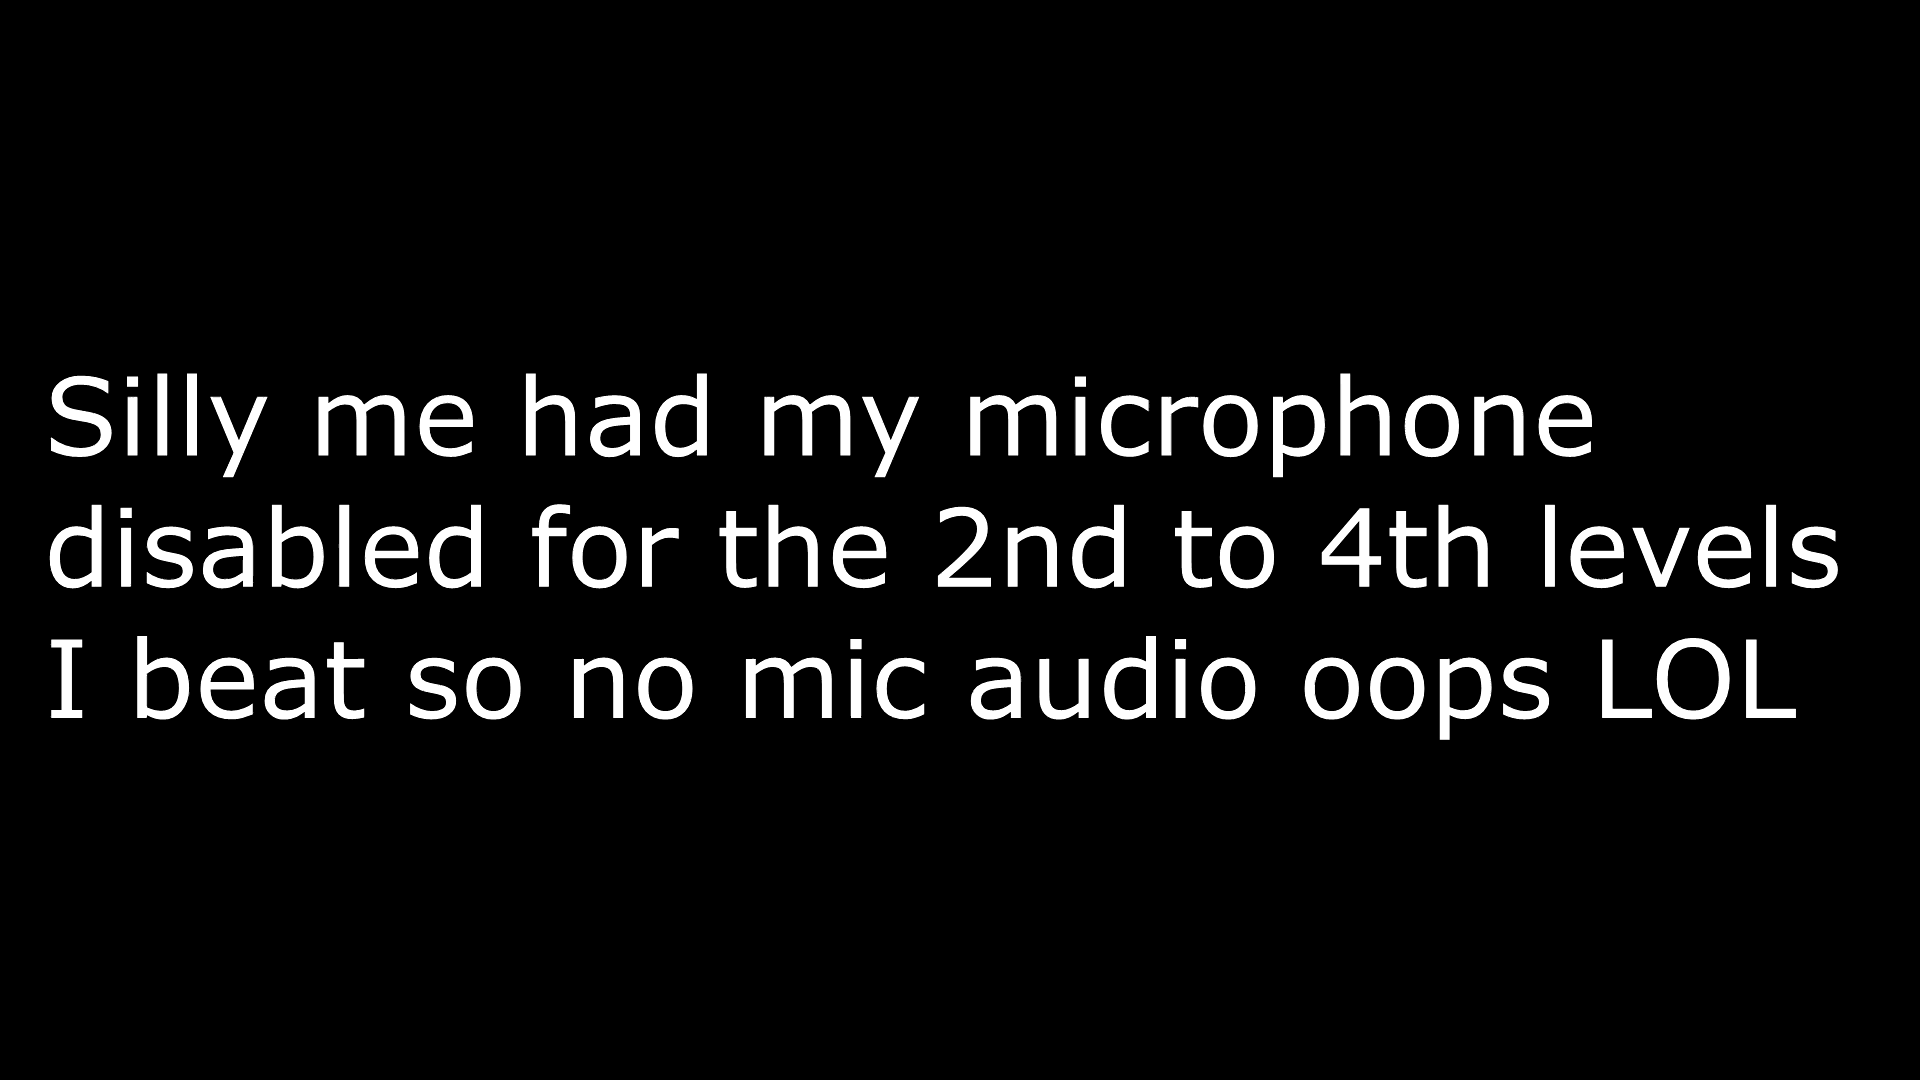 Silly me had my microphone
disabled for the 2nd to 4th levels
I beat so no mic audio oops LOL